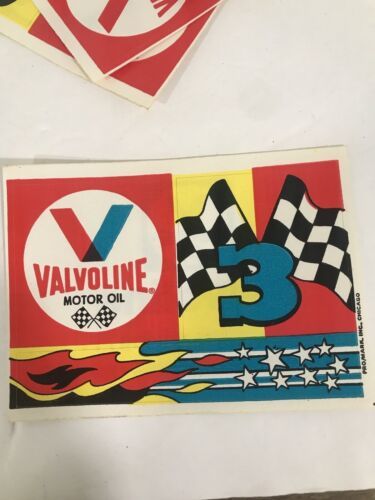 VALVOLINE®
MOTOR OIL
3
PROMARK, INC. CHICAGO